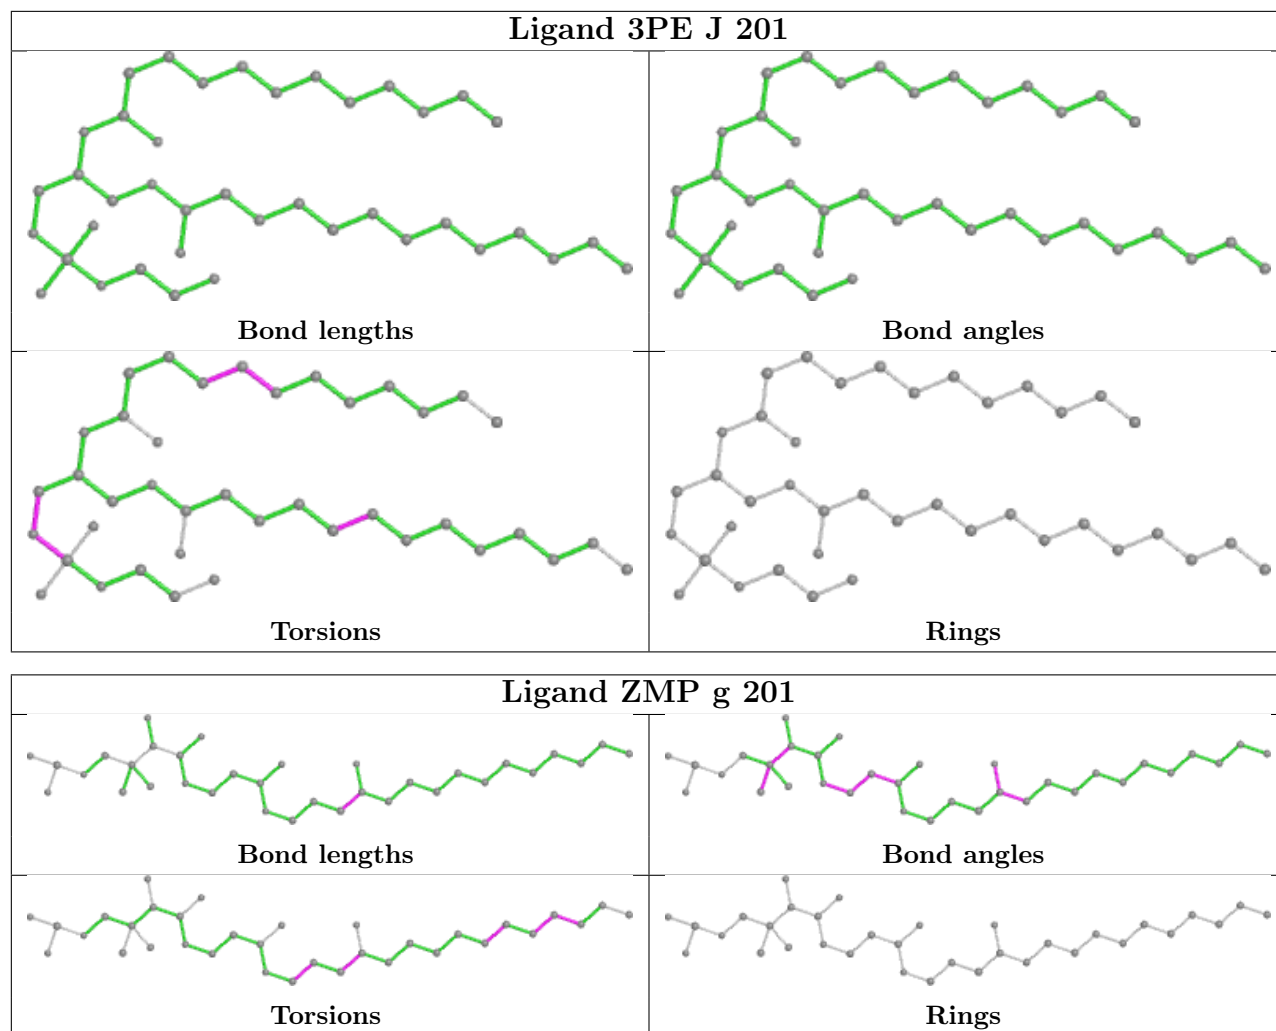 Ligand 3PE J 201
Bond lengths
Bond angles
Torsions
Rings
Ligand ZMP g 201
Bond lengths
Bond angles
Torsions
Rings